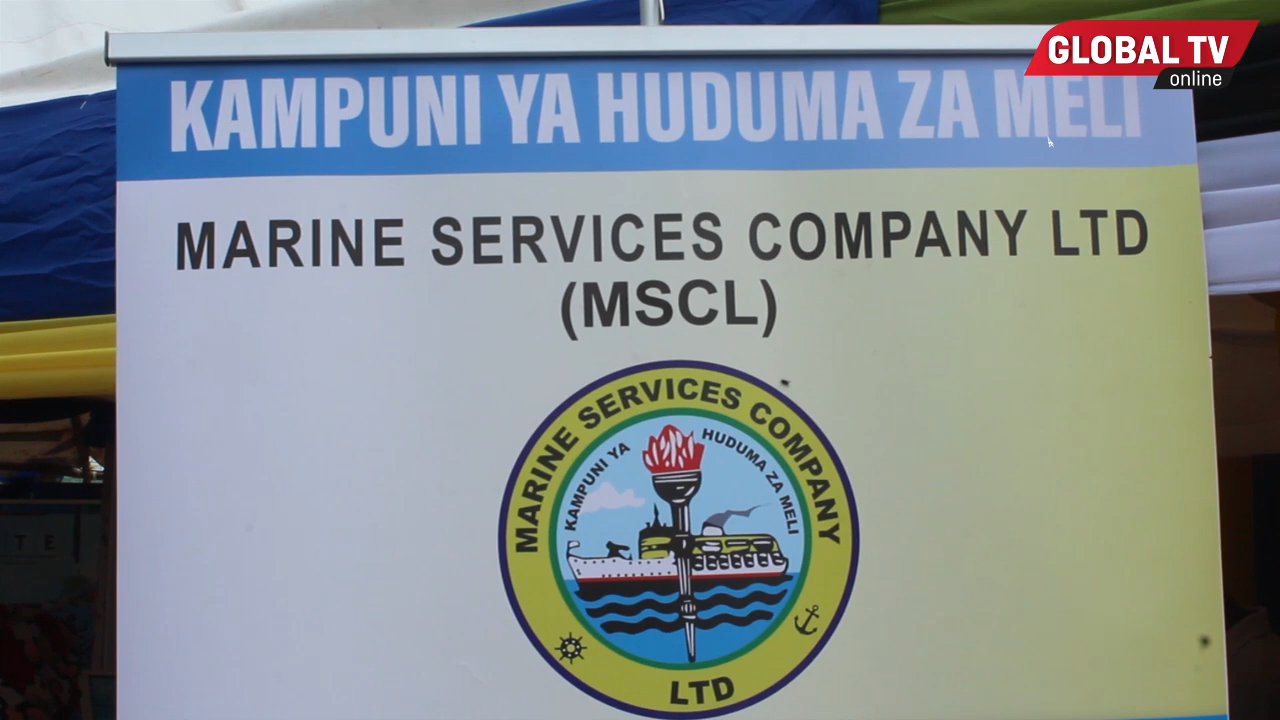 GLOBAL TV
online
KAMPUNI YA HUDUMA ZA MELI
MARINE SERVICES COMPANY LTD
(MSCL)
MARINE SERVICES COMPANY
KAMPUNI YA HUDUMA ZA MELI
LTD